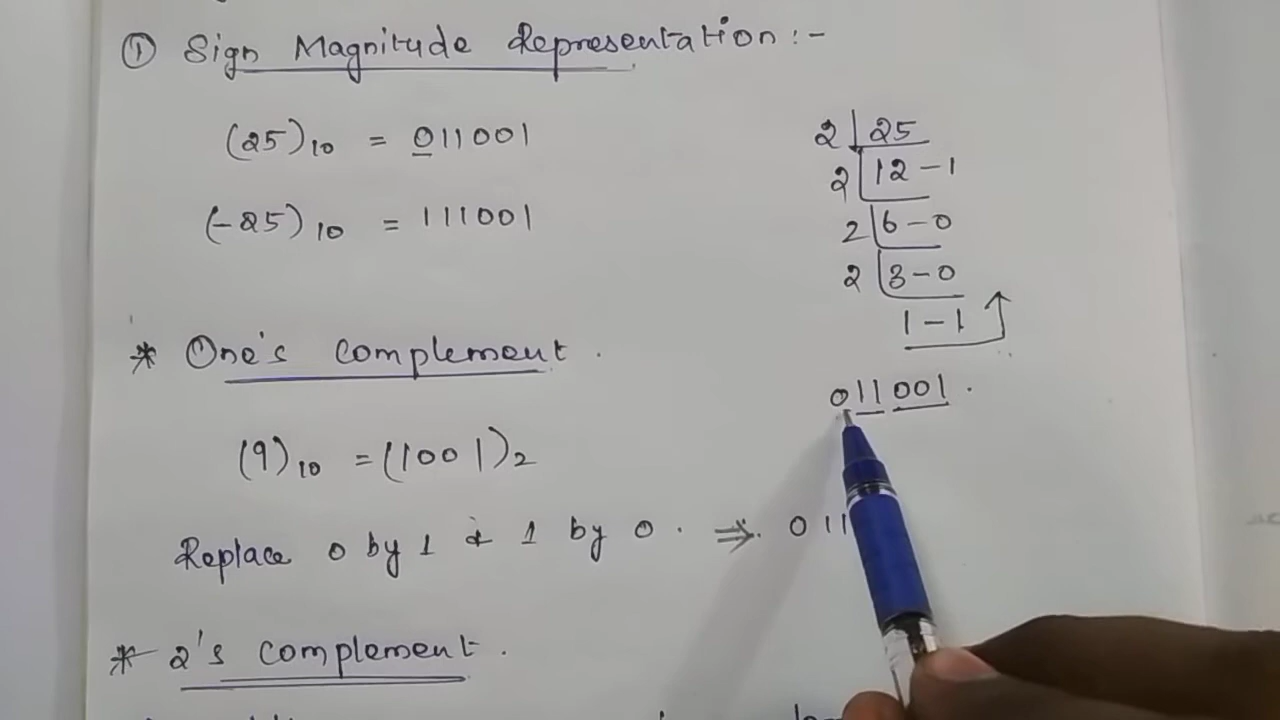 ① Sign Magnitude Representation :-
(25)10 = 011001
(-25)10 = 111001
2 | 25
2 | 12 - 1
2 | 6 - 0
2 | 3 - 0
1 - 1
011001.
* One's complement.
(9)10 = (1001)2
Replace 0 by 1 & 1 by 0. ⇒. 011
* 2's complement.